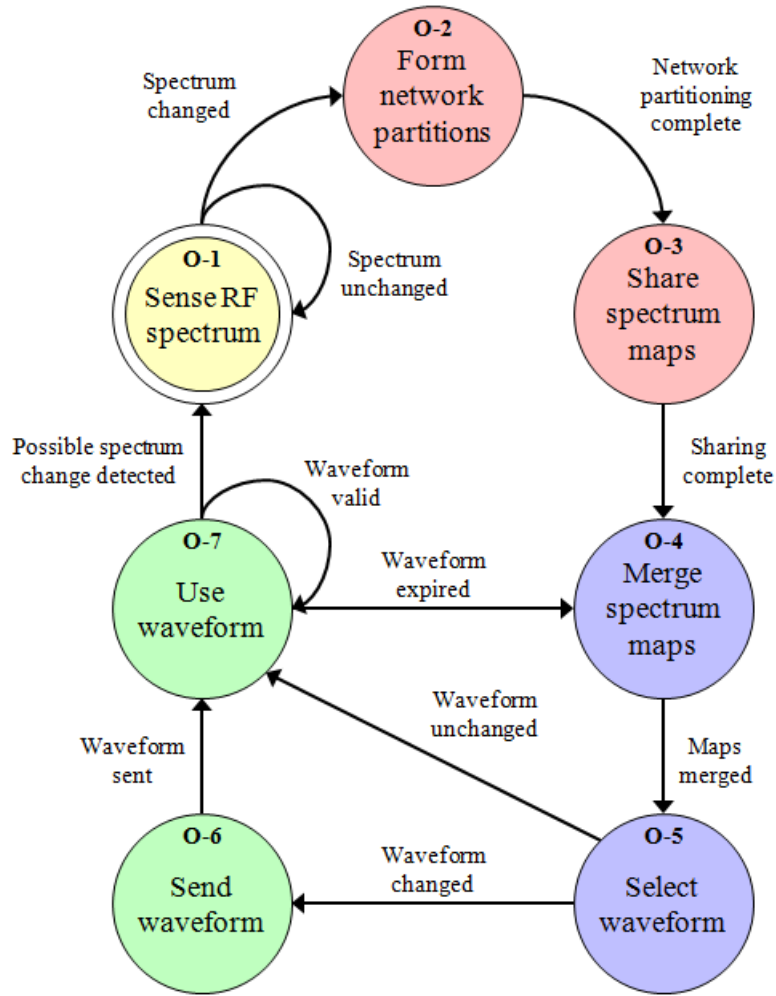 O-2
Form
network
partitions
Spectrum
changed
Network
partitioning
complete
O-1
Sense RF
spectrum
Spectrum
unchanged
O-3
Share
spectrum
maps
Possible spectrum
change detected
Waveform
valid
Sharing
complete
O-7
Use
waveform
Waveform
expired
O-4
Merge
spectrum
maps
Waveform
unchanged
Waveform
sent
Maps
merged
O-6
Send
waveform
Waveform
changed
O-5
Select
waveform